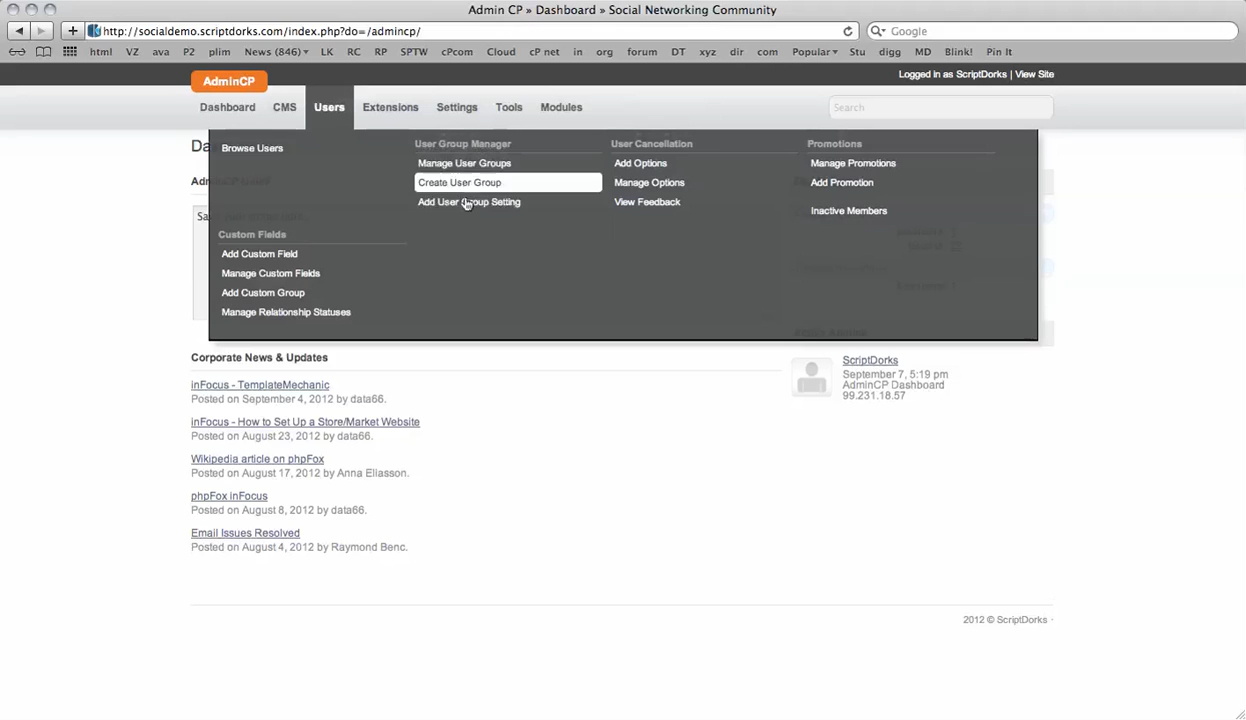 Admin CP » Dashboard » Social Networking Community
http://socialdemo.scriptdorks.com/index.php?do=/admincp/
Google
html VZ ava P2 plim News (846) LK RC RP SPTW cPcom Cloud cP net in org forum DT xyz dir com Popular Stu digg MD Blink! Pin It
AdminCP
Logged in as ScriptDorks | View Site
Dashboard CMS Users Extensions Settings Tools Modules
Search
Browse Users
User Group Manager
Manage User Groups
Create User Group
Add User Group Setting
User Cancellation
Add Options
Manage Options
View Feedback
Promotions
Manage Promotions
Add Promotion
Inactive Members
Custom Fields
Add Custom Field
Manage Custom Fields
Add Custom Group
Manage Relationship Statuses
Corporate News & Updates
inFocus - TemplateMechanic
Posted on September 4, 2012 by data66.
inFocus - How to Set Up a Store/Market Website
Posted on August 23, 2012 by data66.
Wikipedia article on phpFox
Posted on August 17, 2012 by Anna Eliasson.
phpFox inFocus
Posted on August 8, 2012 by data66.
Email Issues Resolved
Posted on August 4, 2012 by Raymond Benc.
ScriptDorks
September 7, 5:19 pm
AdminCP Dashboard
99.231.18.57
2012 © ScriptDorks ·